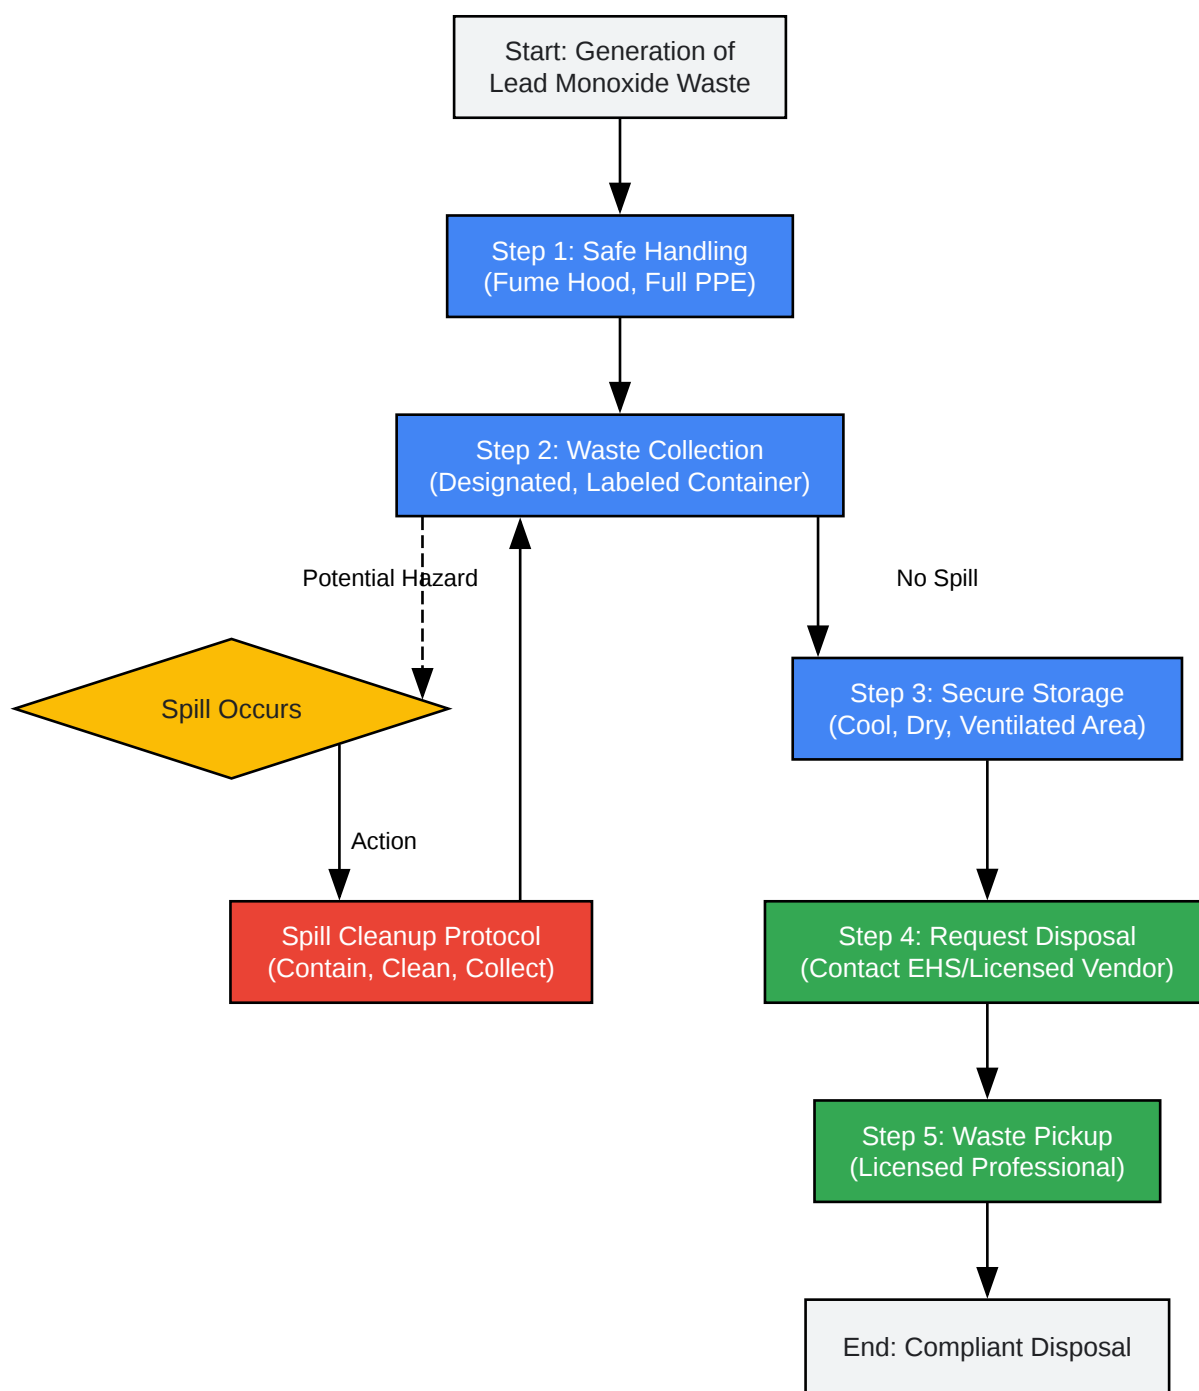 Start: Generation of
Lead Monoxide Waste
Step 1: Safe Handling
(Fume Hood, Full PPE)
Step 2: Waste Collection
(Designated, Labeled Container)
Potential Hazard
No Spill
Spill Occurs
Step 3: Secure Storage
(Cool, Dry, Ventilated Area)
Action
Spill Cleanup Protocol
(Contain, Clean, Collect)
Step 4: Request Disposal
(Contact EHS/Licensed Vendor)
Step 5: Waste Pickup
(Licensed Professional)
End: Compliant Disposal